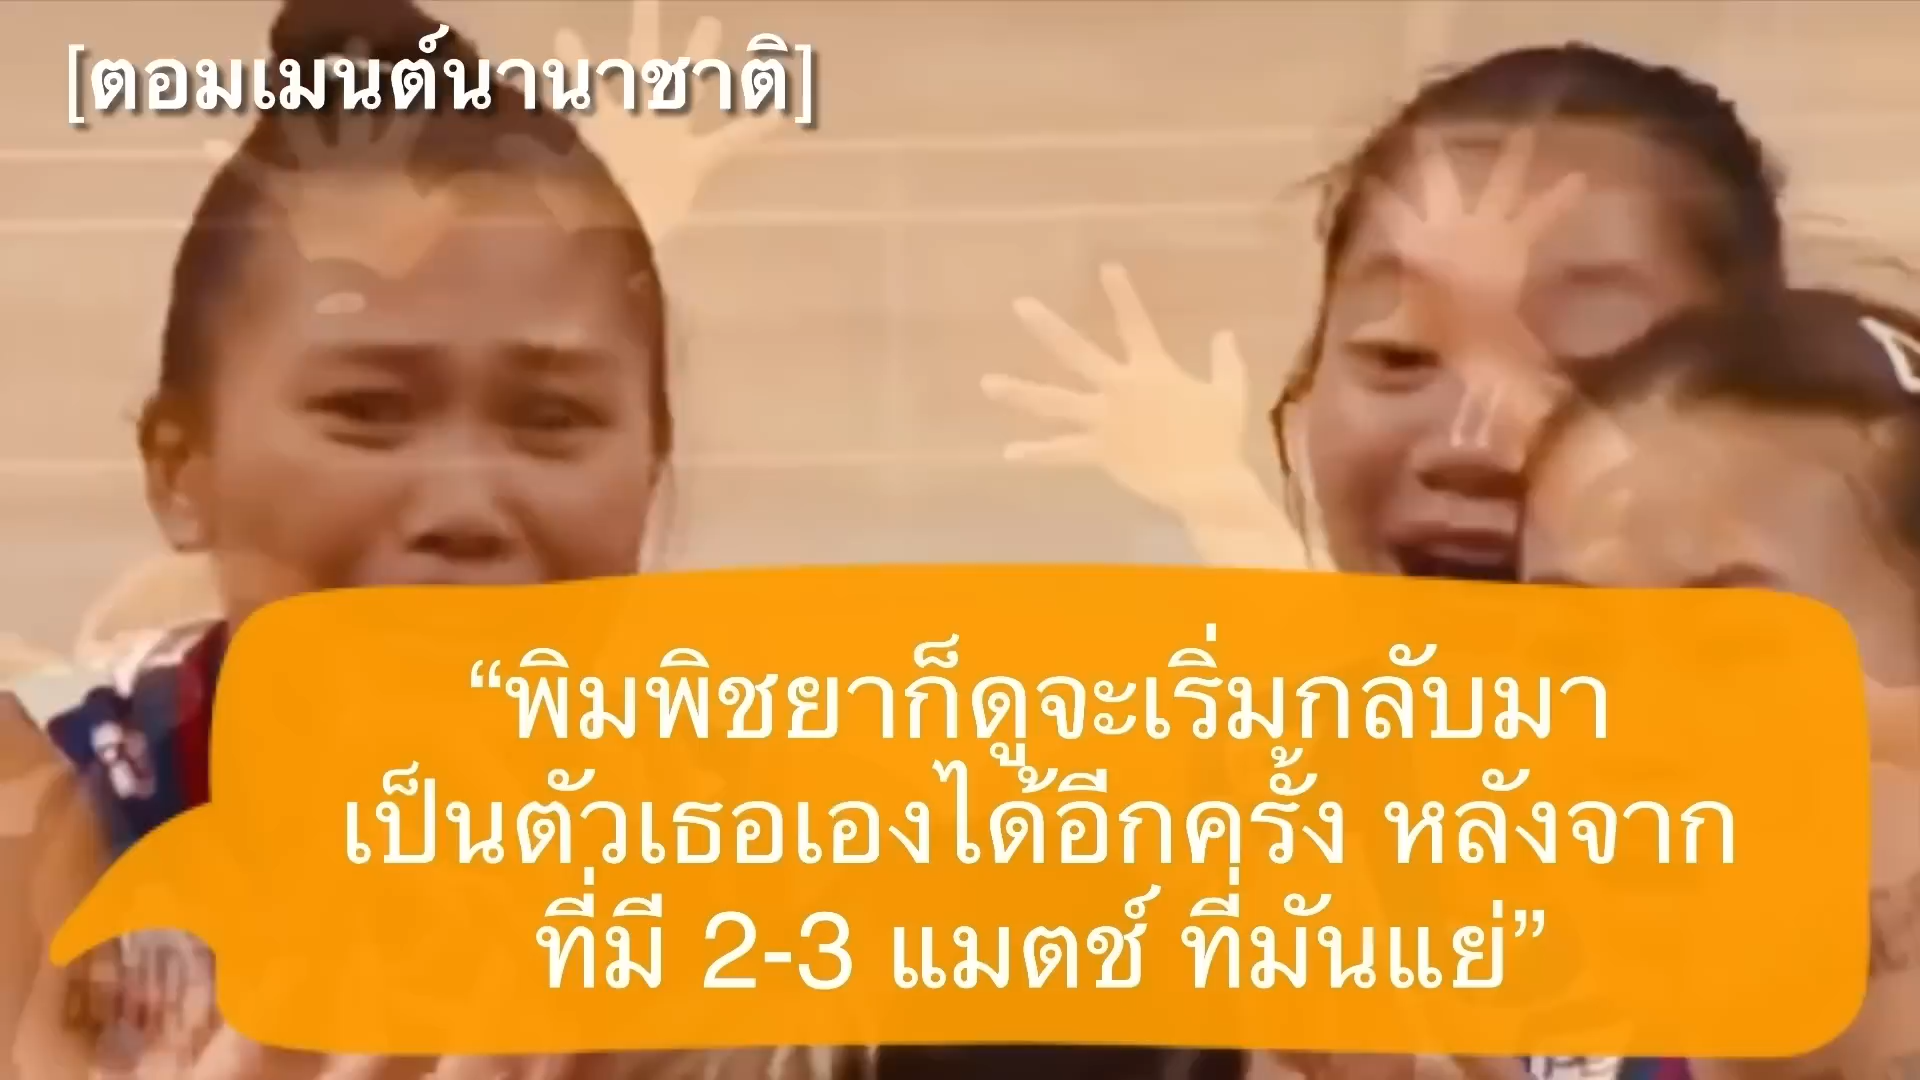 [ตอมเมนต์นานาชาติ]
“พิมพิชยาก็ดูจะเริ่มกลับมา
เป็นตัวเธอเองได้อีกครั้ง หลังจาก
ที่มี 2-3 แมตช์ ที่มันแย่”